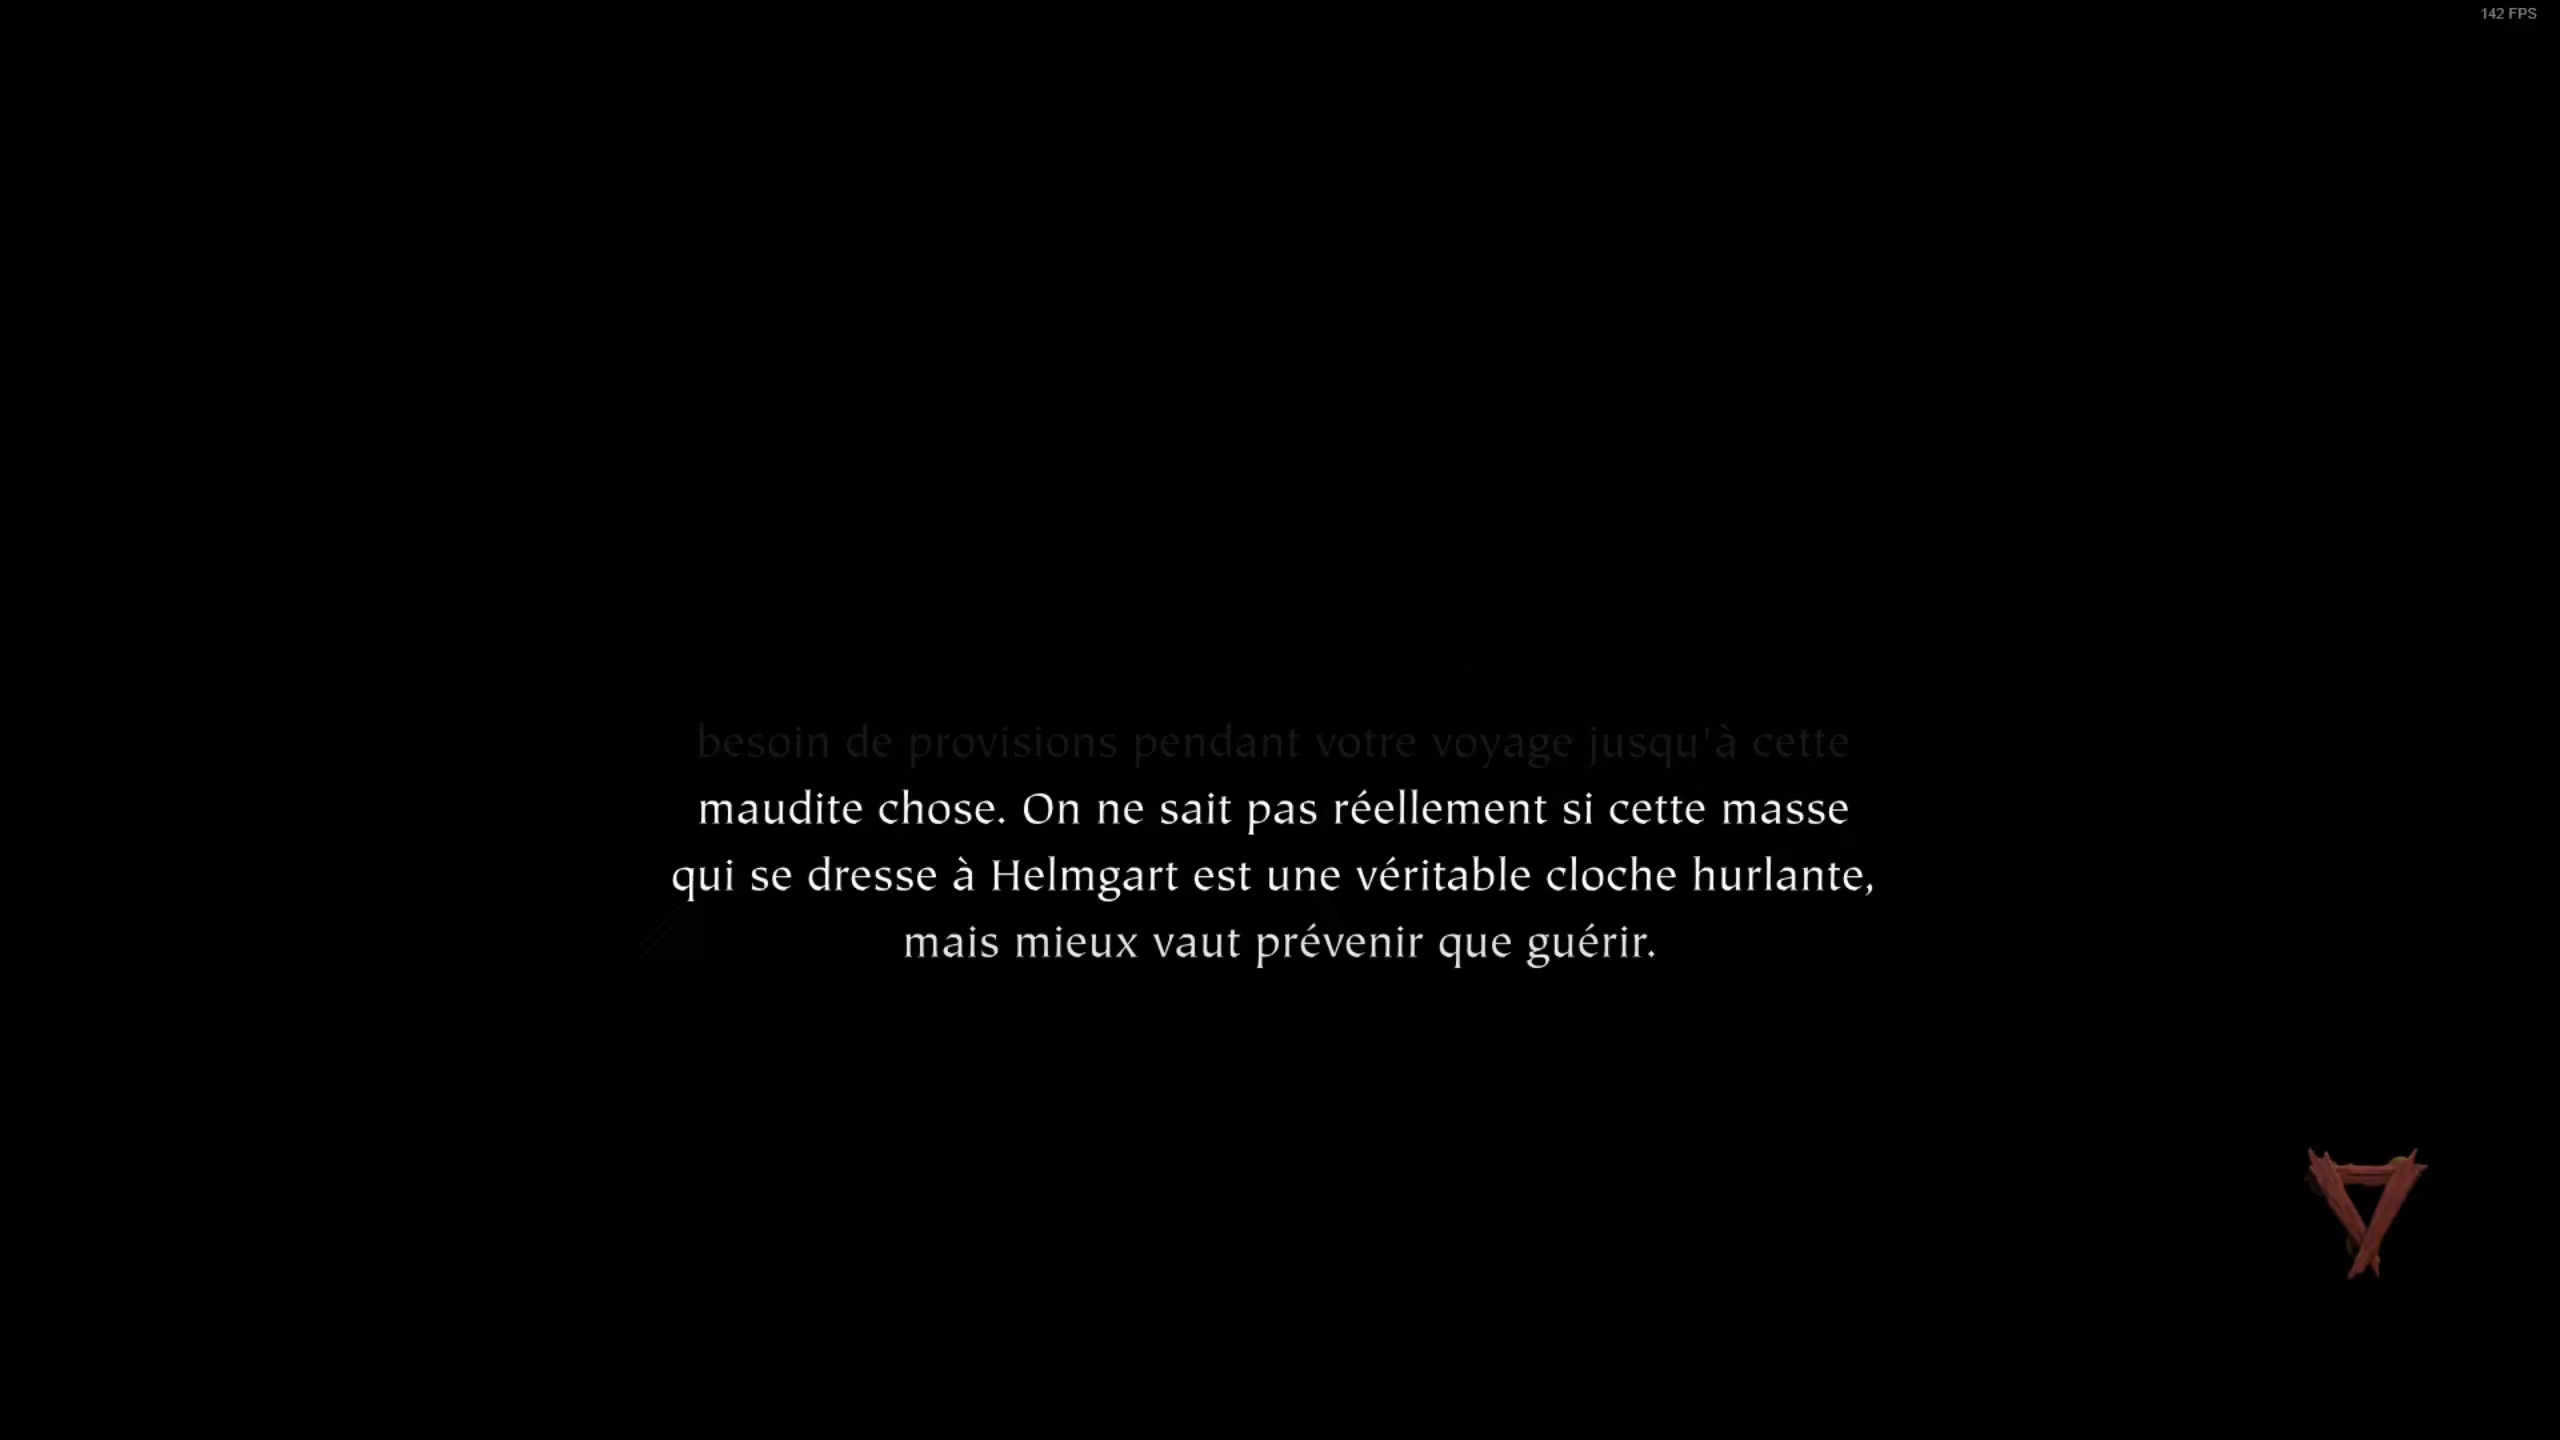 142 FPS
besoin de provisions pendant votre voyage jusqu'à cette
maudite chose. On ne sait pas réellement si cette masse
qui se dresse à Helmgart est une véritable cloche hurlante,
mais mieux vaut prévenir que guérir.